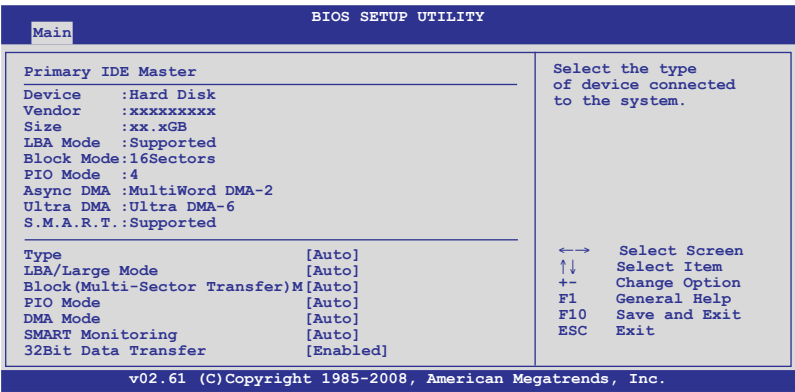 BIOS SETUP UTILITY
Main
Primary IDE Master
Device :Hard Disk
Vendor :xxxxxxxxx
Size :xx.xGB
LBA Mode :Supported
Block Mode:16Sectors
PIO Mode :4
Async DMA :MultiWord DMA-2
Ultra DMA :Ultra DMA-6
S.M.A.R.T.:Supported
Type [Auto]
LBA/Large Mode [Auto]
Block(Multi-Sector Transfer)M[Auto]
PIO Mode [Auto]
DMA Mode [Auto]
SMART Monitoring [Auto]
32Bit Data Transfer [Enabled]
Select the type
of device connected
to the system.
←→ Select Screen
↑↓ Select Item
+- Change Option
F1 General Help
F10 Save and Exit
ESC Exit
v02.61 (C)Copyright 1985-2008, American Megatrends, Inc.